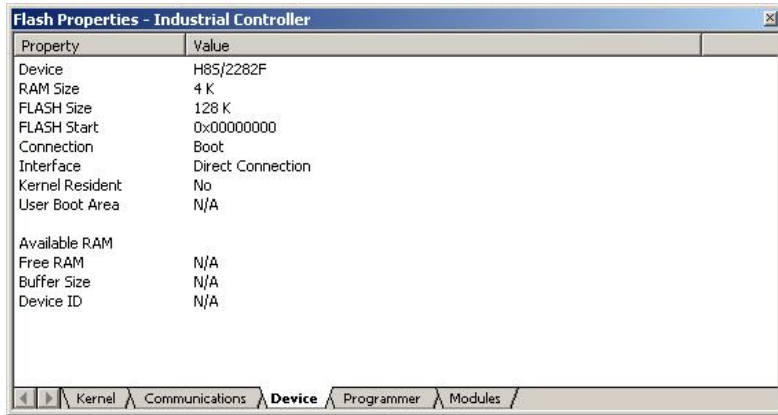 Flash Properties - Industrial Controller
Property Value
Device H8S/2282F
RAM Size 4 K
FLASH Size 128 K
FLASH Start 0x00000000
Connection Boot
Interface Direct Connection
Kernel Resident No
User Boot Area N/A
Available RAM
Free RAM N/A
Buffer Size N/A
Device ID N/A
Kernel Communications Device Programmer Modules